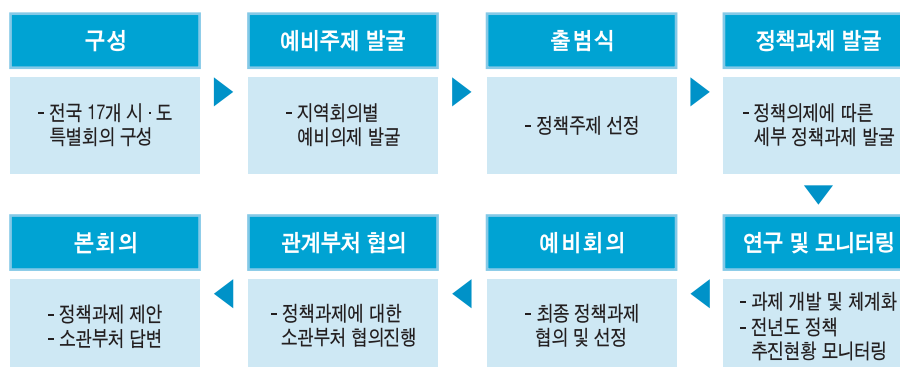 구성
- 전국 17개 시·도
특별회의 구성
예비주제 발굴
- 지역회의별
예비의제 발굴
출범식
- 정책주제 선정
정책과제 발굴
- 정책의제에 따른
세부 정책과제 발굴
연구 및 모니터링
- 과제 개발 및 체계화
- 전년도 정책
추진현황 모니터링
예비회의
- 최종 정책과제
협의 및 선정
관계부처 협의
- 정책과제에 대한
소관부처 협의진행
본회의
- 정책과제 제안
- 소관부처 답변